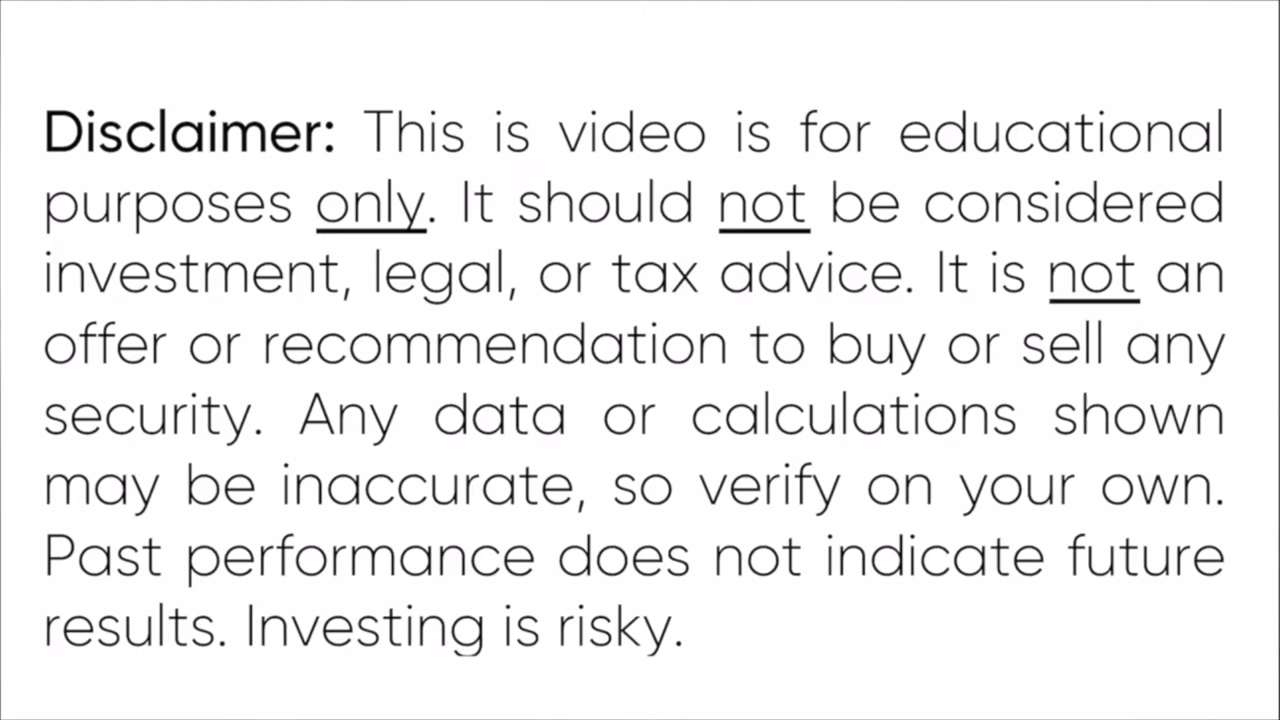 Disclaimer: This is video is for educational
purposes only. It should not be considered
investment, legal, or tax advice. It is not an
offer or recommendation to buy or sell any
security. Any data or calculations shown
may be inaccurate, so verify on your own.
Past performance does not indicate future
results. Investing is risky.